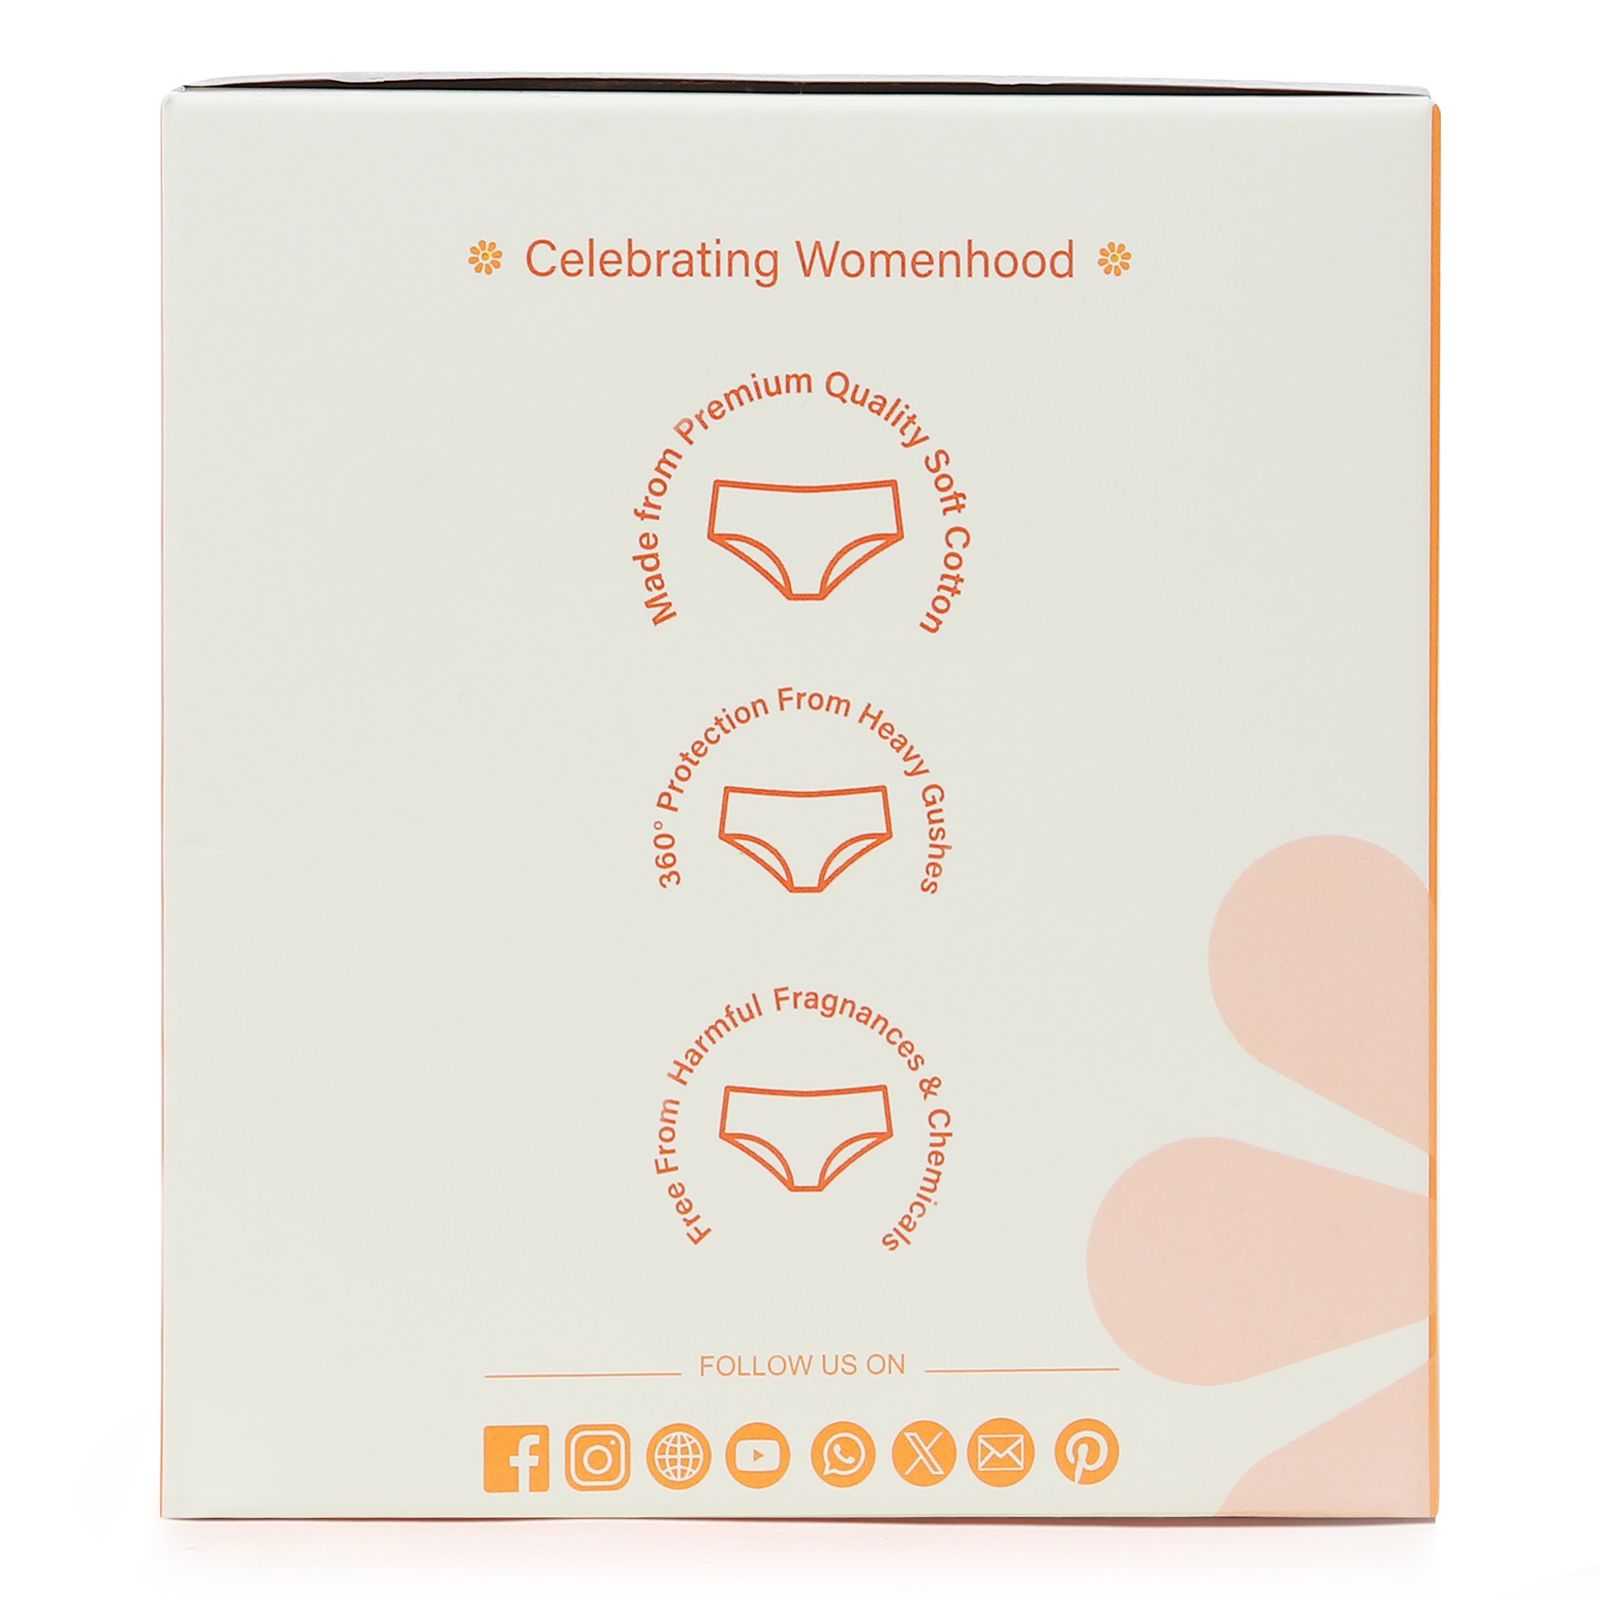 Celebrating Womenhood
Made from Premium Quality Soft Cotton
360° Protection From Heavy Gushes
Free From Harmful Fragnances & Chemicals
FOLLOW US ON